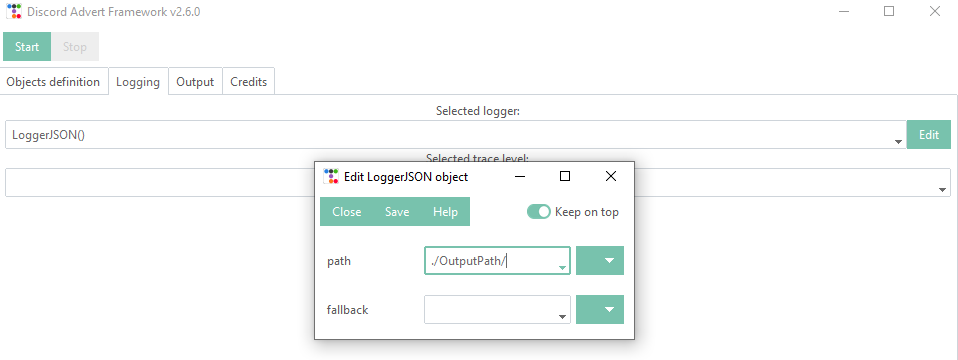 Discord Advert Framework v2.6.0
Start Stop
Objects definition Logging Output Credits
Selected logger:
LoggerJSON() Edit
Selected trace level:
Edit LoggerJSON object
Close Save Help Keep on top
path ./OutputPath/
fallback